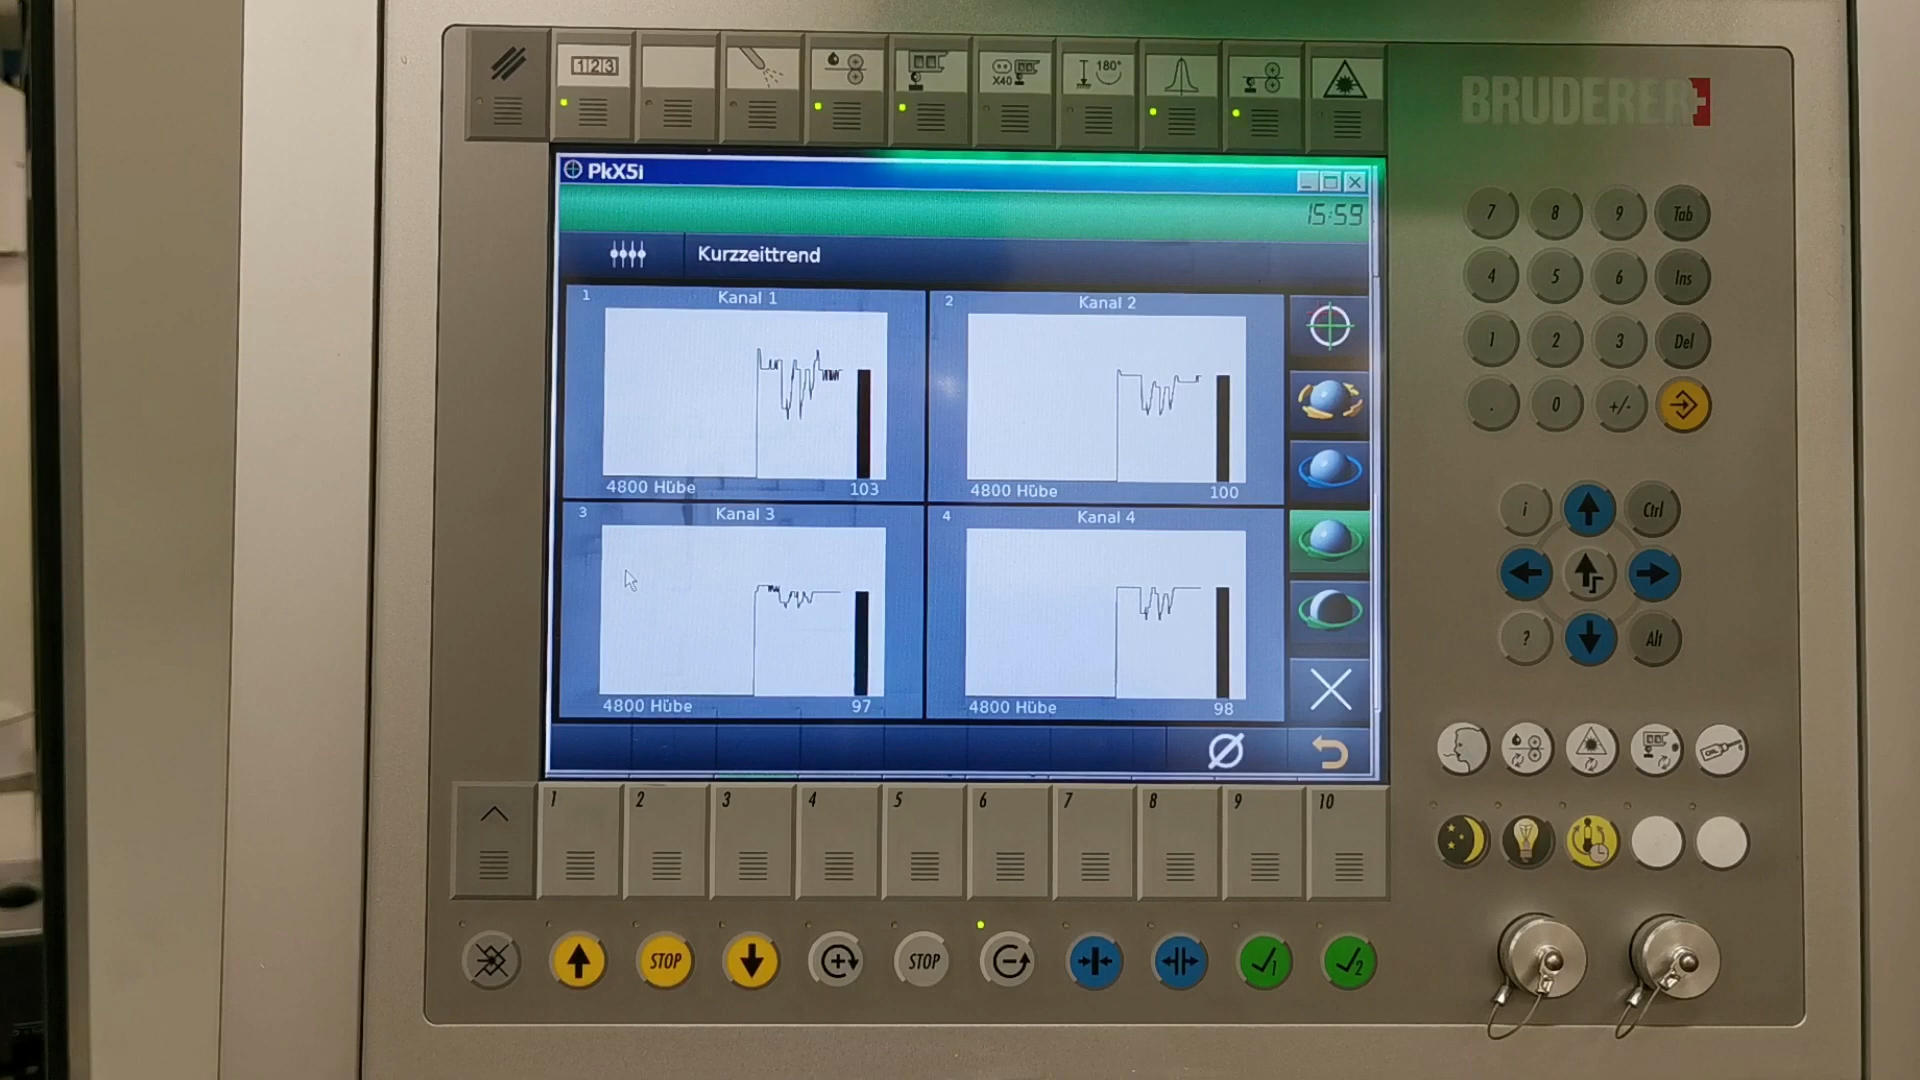 123
X40
180°
BRUDERER
PkX5i
15:59
Kurzzeittrend
1 Kanal 1
4800 Hübe 103
2 Kanal 2
4800 Hübe 100
3 Kanal 3
4800 Hübe 97
4 Kanal 4
4800 Hübe 98
7 8 9 Tab
4 5 6 Ins
1 2 3 Del
. 0 +/-
i Ctrl
? Alt
OIL
1 2 3 4 5 6 7 8 9 10
STOP STOP 1 2